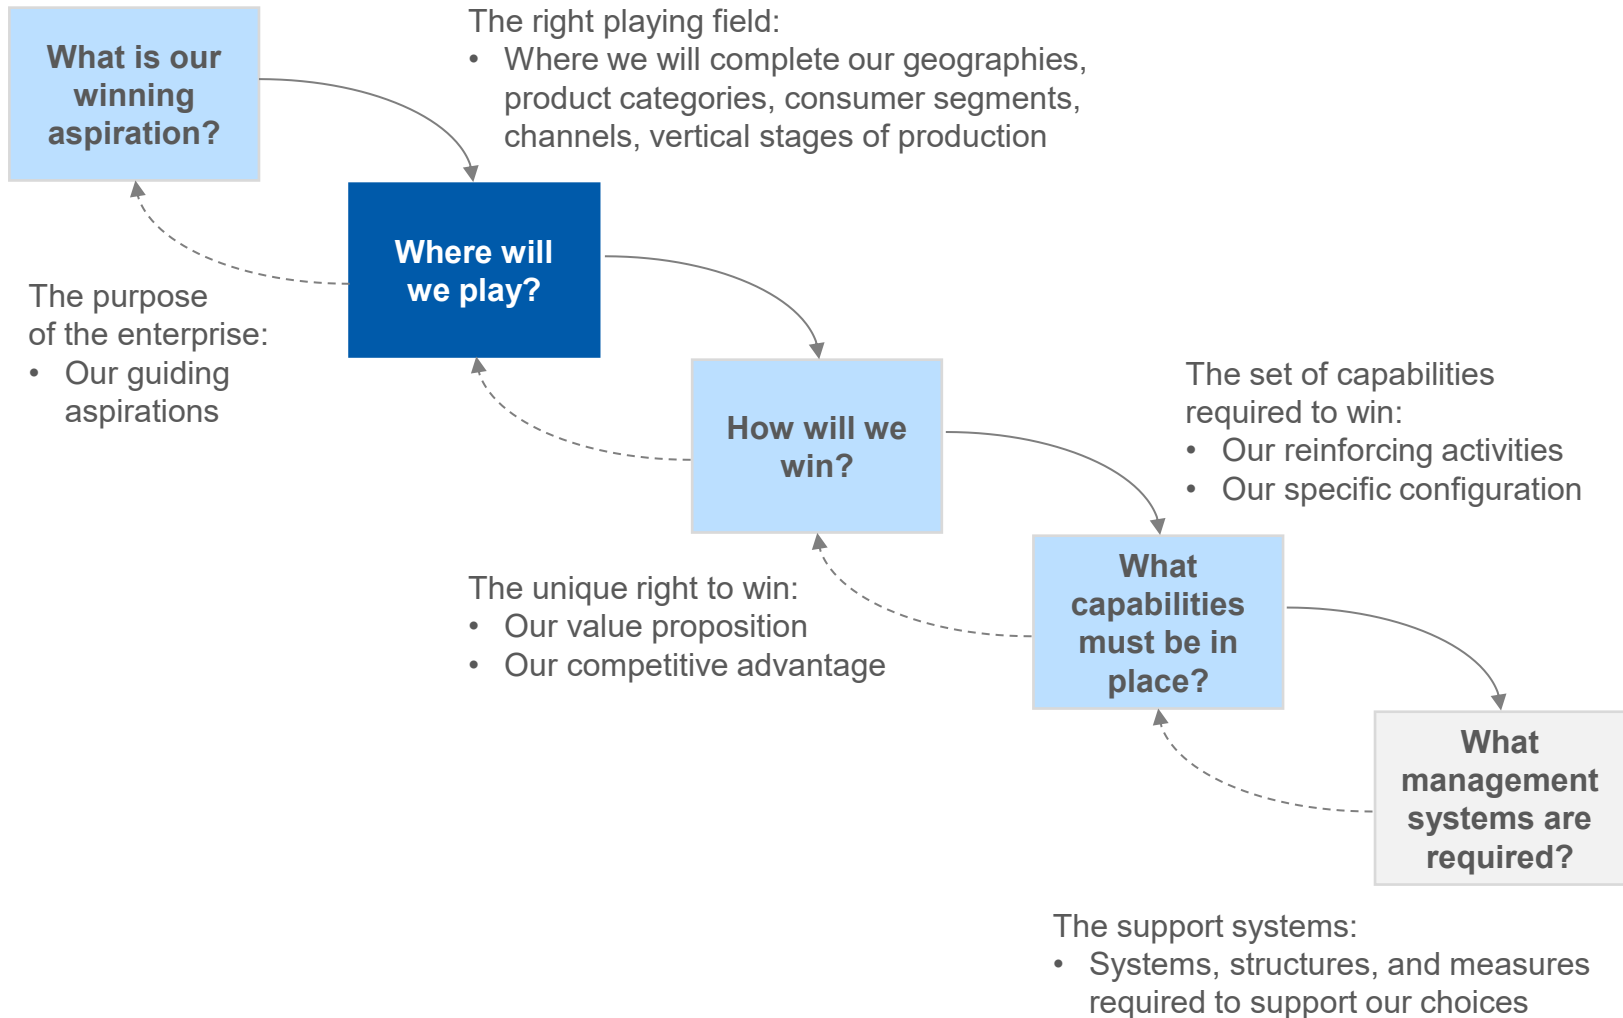 What is our
winning
aspiration?
The right playing field:
• Where we will complete our geographies,
product categories, consumer segments,
channels, vertical stages of production
Where will
we play?
The purpose
of the enterprise:
• Our guiding
aspirations
How will we
win?
The set of capabilities
required to win:
• Our reinforcing activities
• Our specific configuration
The unique right to win:
• Our value proposition
• Our competitive advantage
What
capabilities
must be in
place?
What
management
systems are
required?
The support systems:
• Systems, structures, and measures
required to support our choices